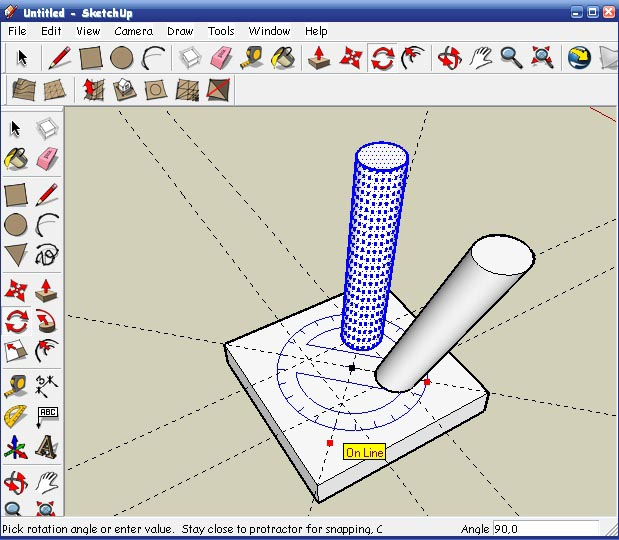 Untitled - SketchUp
File Edit View Camera Draw Tools Window Help
ABC
On Line
Pick rotation angle or enter value. Stay close to protractor for snapping, C
Angle 90,0